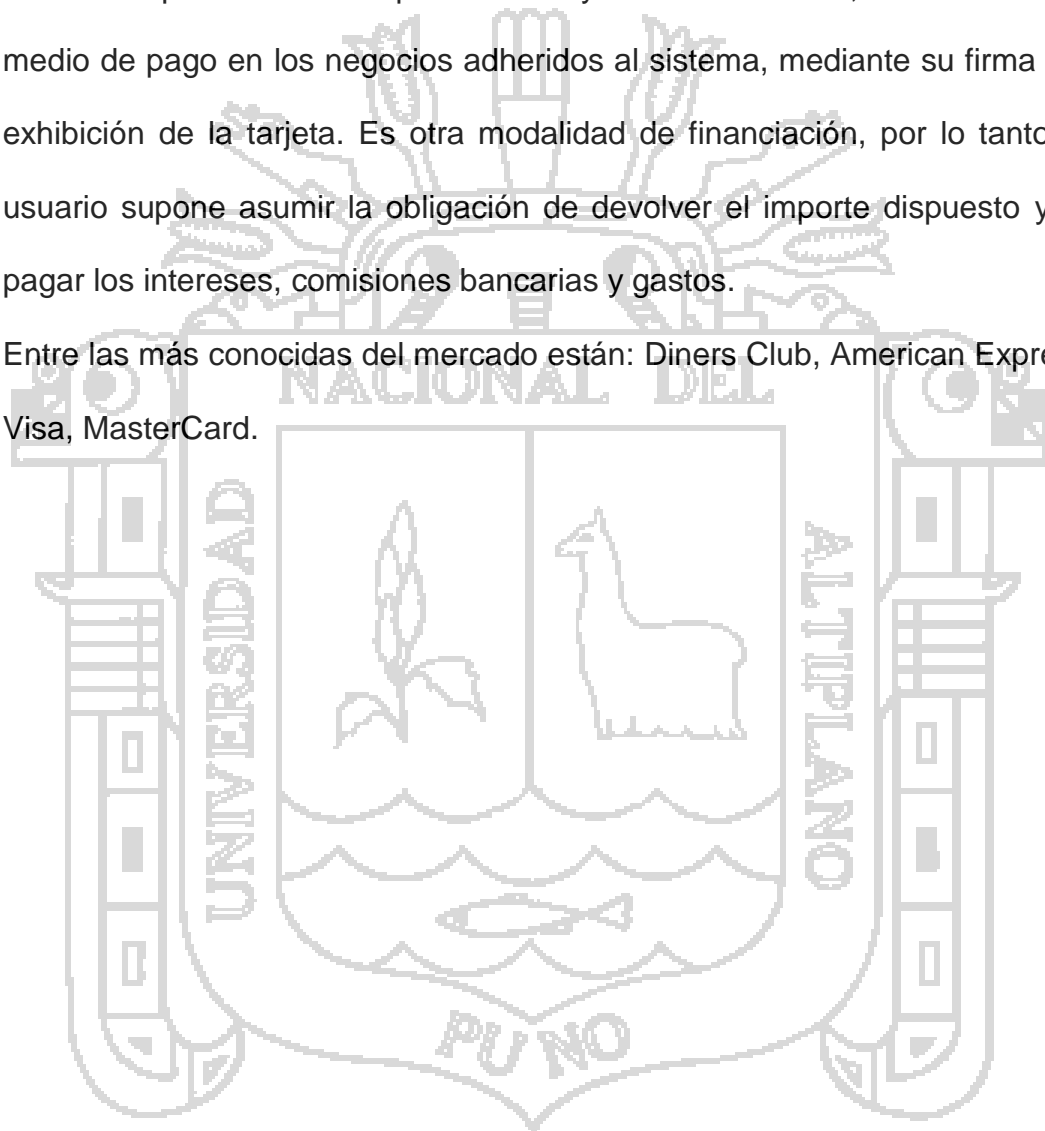 medio de pago en los negocios adheridos al sistema, mediante su firma
exhibición de la tarjeta. Es otra modalidad de financiación, por lo tanto
usuario supone asumir la obligación de devolver el importe dispuesto y
pagar los intereses, comisiones bancarias y gastos.
Entre las más conocidas del mercado están: Diners Club, American Expre
Visa, MasterCard.
NACIONAL DEL
UNIVERSIDAD
ALTIPLANO
PUNO